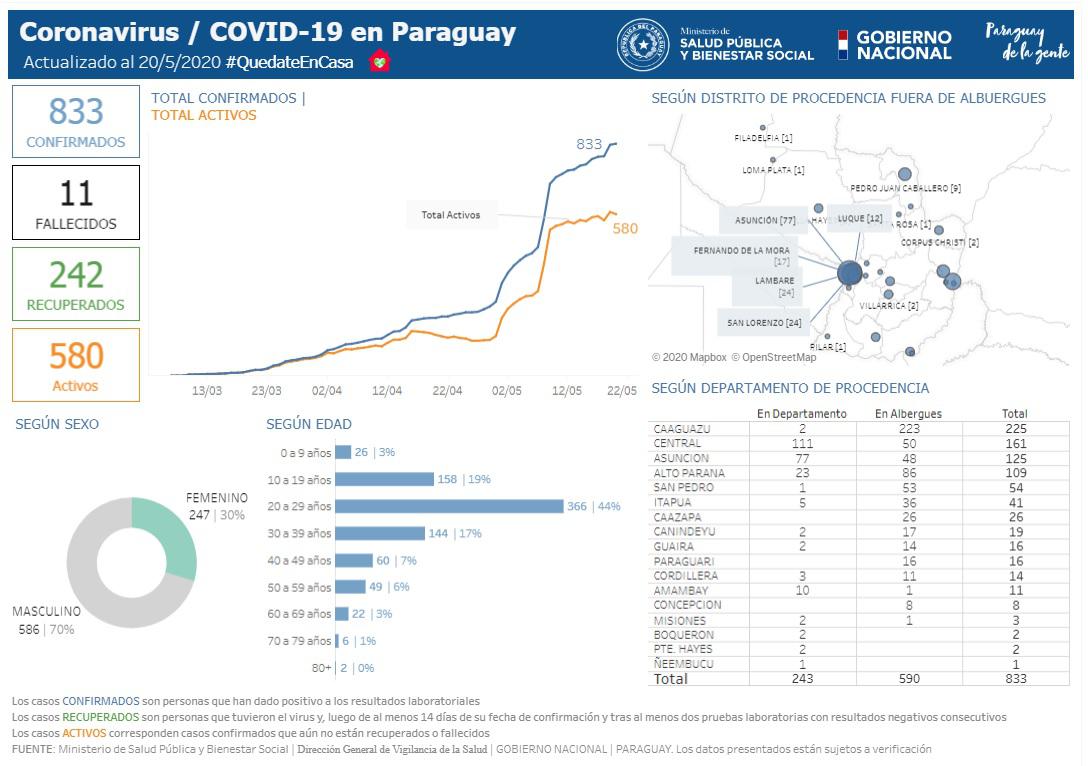 Coronavirus / COVID-19 en Paraguay
Actualizado al 20/5/2020 #QuedateEnCasa
REPUBLICA DEL PARAGUAY
Ministerio de
SALUD PÚBLICA
Y BIENESTAR SOCIAL
GOBIERNO
NACIONAL
Paraguay
de la gente
833
CONFIRMADOS
11
FALLECIDOS
242
RECUPERADOS
580
Activos
TOTAL CONFIRMADOS |
TOTAL ACTIVOS
833
Total Activos
580
13/03 23/03 02/04 12/04 22/04 02/05 12/05 22/05
SEGÚN DISTRITO DE PROCEDENCIA FUERA DE ALBUERGUES
FILADELFIA [1]
LOMA PLATA [1]
PEDRO JUAN CABALLERO [9]
ASUNCIÓN [77]
HAYE
LUQUE [12]
ROSA [1]
CORPUS CHRISTI [2]
FERNANDO DE LA MORA
[17]
LAMBARE
[24]
VILLARRICA [2]
SAN LORENZO [24]
PILAR [1]
© 2020 Mapbox © OpenStreetMap
SEGÚN SEXO
FEMENINO
247 | 30%
MASCULINO
586 | 70%
SEGÚN EDAD
0 a 9 años 26 | 3%
10 a 19 años 158 | 19%
20 a 29 años 366 | 44%
30 a 39 años 144 | 17%
40 a 49 años 60 | 7%
50 a 59 años 49 | 6%
60 a 69 años 22 | 3%
70 a 79 años 6 | 1%
80+ 2 | 0%
SEGÚN DEPARTAMENTO DE PROCEDENCIA
En Departamento En Albergues Total
CAAGUAZU 2 223 225
CENTRAL 111 50 161
ASUNCION 77 48 125
ALTO PARANA 23 86 109
SAN PEDRO 1 53 54
ITAPUA 5 36 41
CAAZAPA 26 26
CANINDEYU 2 17 19
GUAIRA 2 14 16
PARAGUARI 16 16
CORDILLERA 3 11 14
AMAMBAY 10 1 11
CONCEPCION 8 8
MISIONES 2 1 3
BOQUERON 2 2
PTE. HAYES 2 2
ÑEEMBUCU 1 1
Total 243 590 833
Los casos CONFIRMADOS son personas que han dado positivo a los resultados laboratoriales
Los casos RECUPERADOS son personas que tuvieron el virus y, luego de al menos 14 días de su fecha de confirmación y tras al menos dos pruebas laboratorias con resultados negativos consecutivos
Los casos ACTIVOS corresponden casos confirmados que aún no están recuperados o fallecidos
FUENTE: Ministerio de Salud Pública y Bienestar Social | Dirección General de Vigilancia de la Salud | GOBIERNO NACIONAL | PARAGUAY. Los datos presentados están sujetos a verificación